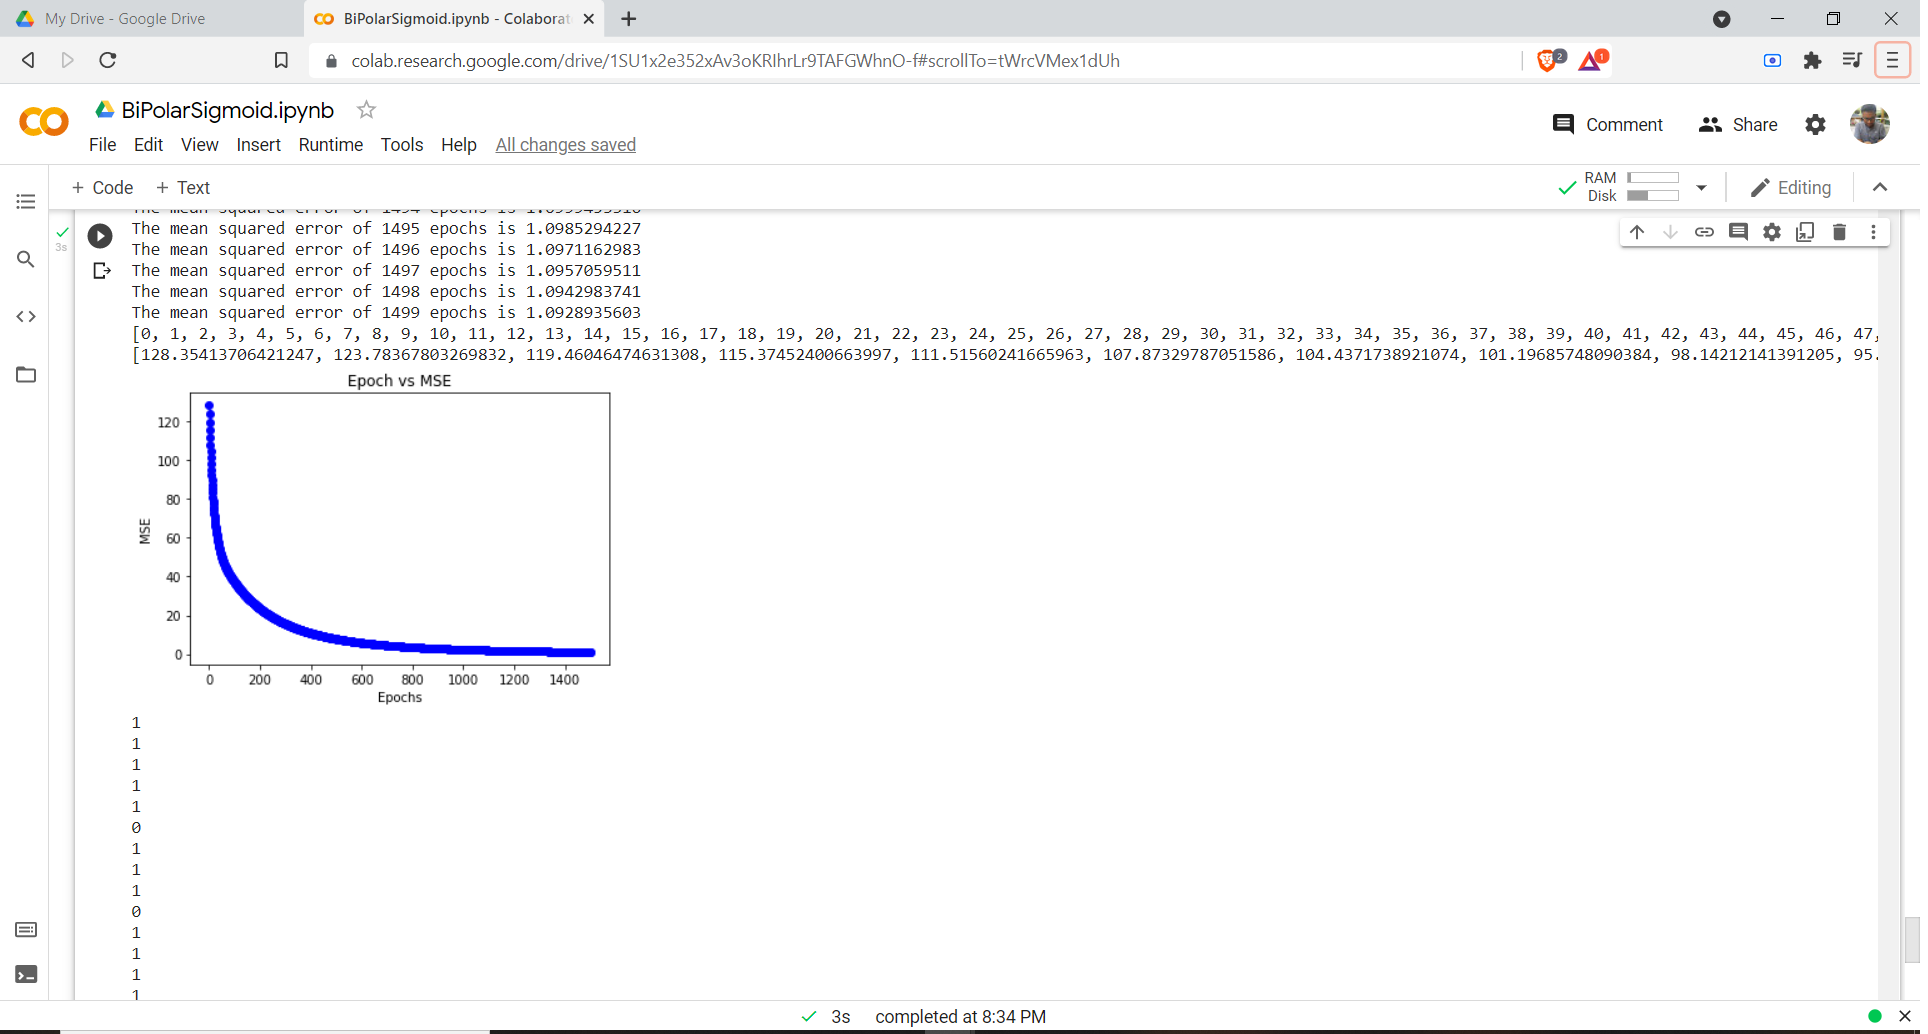 My Drive - Google Drive
BiPolarSigmoid.ipynb - Colaborat
colab.research.google.com/drive/1SU1x2e352xAv3oKRIhrLr9TAFGWhnO-f#scrollTo=tWrcVMex1dUh
2
1
BiPolarSigmoid.ipynb
File Edit View Insert Runtime Tools Help All changes saved
Comment
Share
+ Code + Text
RAM
Disk
Editing
The mean squared error of 1494 epochs is
3s
The mean squared error of 1495 epochs is 1.0985294227
The mean squared error of 1496 epochs is 1.0971162983
The mean squared error of 1497 epochs is 1.0957059511
The mean squared error of 1498 epochs is 1.0942983741
The mean squared error of 1499 epochs is 1.0928935603
[0, 1, 2, 3, 4, 5, 6, 7, 8, 9, 10, 11, 12, 13, 14, 15, 16, 17, 18, 19, 20, 21, 22, 23, 24, 25, 26, 27, 28, 29, 30, 31, 32, 33, 34, 35, 36, 37, 38, 39, 40, 41, 42, 43, 44, 45, 46, 47,
[128.35413706421247, 123.78367803269832, 119.46046474631308, 115.37452400663997, 111.51560241665963, 107.87329787051586, 104.4371738921074, 101.19685748090384, 98.14212141391205, 95.
Epoch vs MSE
120
100
80
60
40
20
0
MSE
0 200 400 600 800 1000 1200 1400
Epochs
1
1
1
1
1
0
1
1
1
0
1
1
1
1
3s completed at 8:34 PM